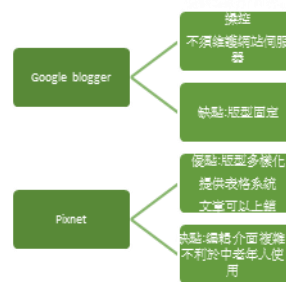 操控
不須維護網站伺服
器
Google blogger
缺點:版型固定
優點:版型多樣化
提供表格系統
文章可以上鎖
Pixnet
缺點:編輯介面複雜
不利於中老年人使
用